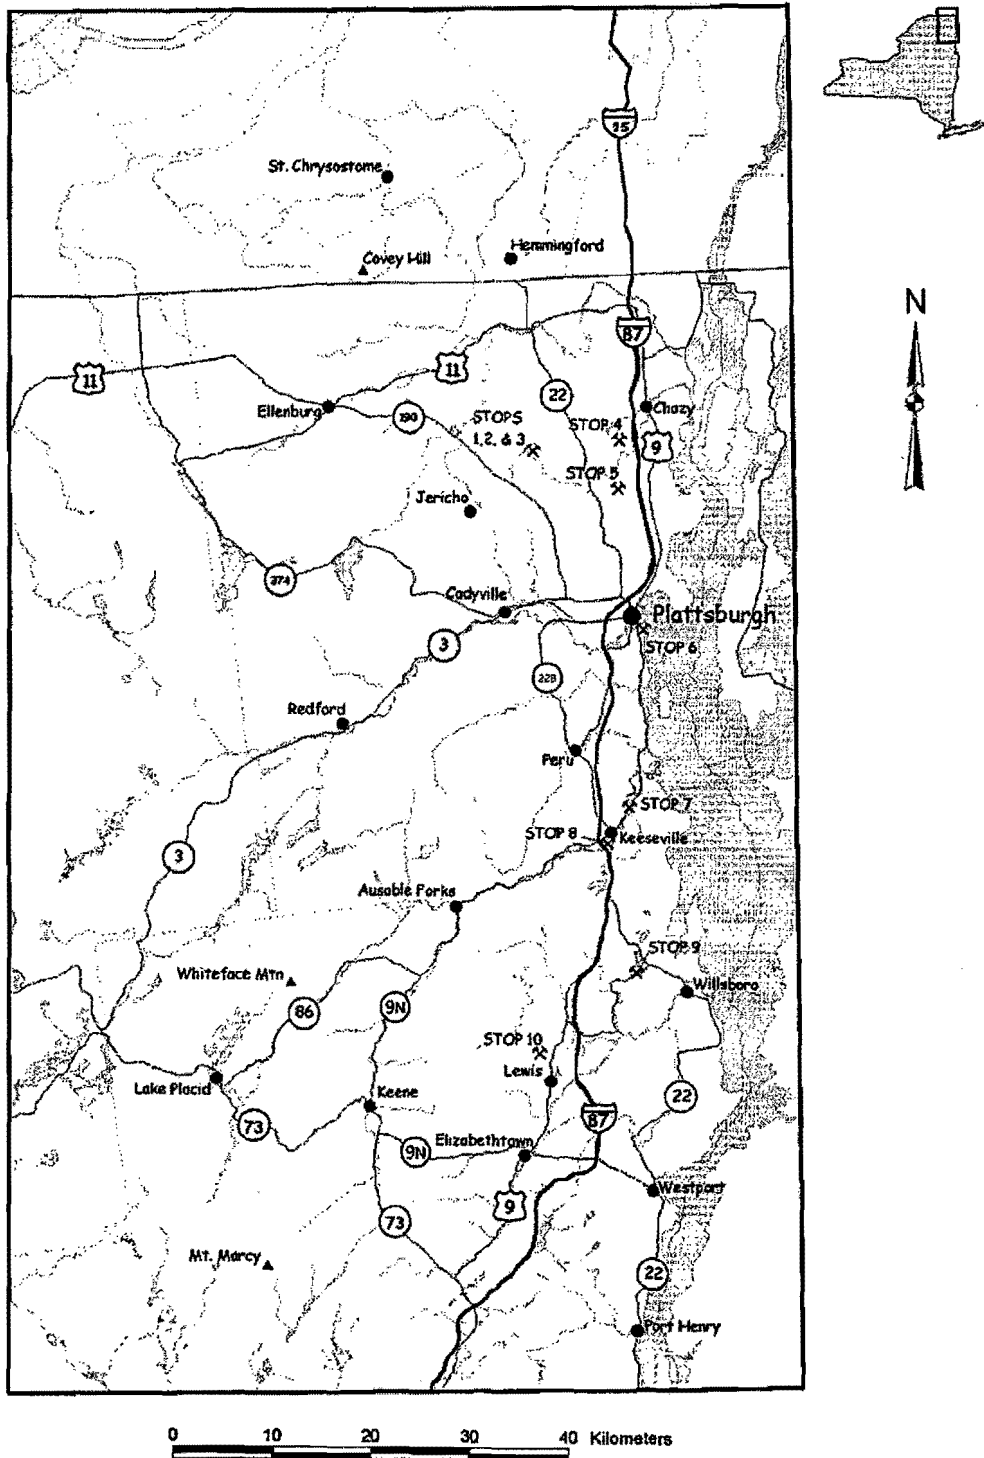 15
St. Chrysostome
Hemmingford
Covey Hill
N
87
11
11
22
Ellenburg
190
Chazy
STOPS
1, 2, & 3
STOP 4
9
STOP 5
Jericho
374
Cadyville
Plattsburgh
3
STOP 6
22B
Redford
Peru
STOP 7
STOP 8
Keeseville
3
Ausable Forks
STOP 9
Whiteface Mtn
Willsboro
86
9N
STOP 10
Lewis
Lake Placid
Keene
22
73
87
Elizabethtown
9N
Westport
9
73
Mt. Marcy
22
Port Henry
0 10 20 30 40 Kilometers